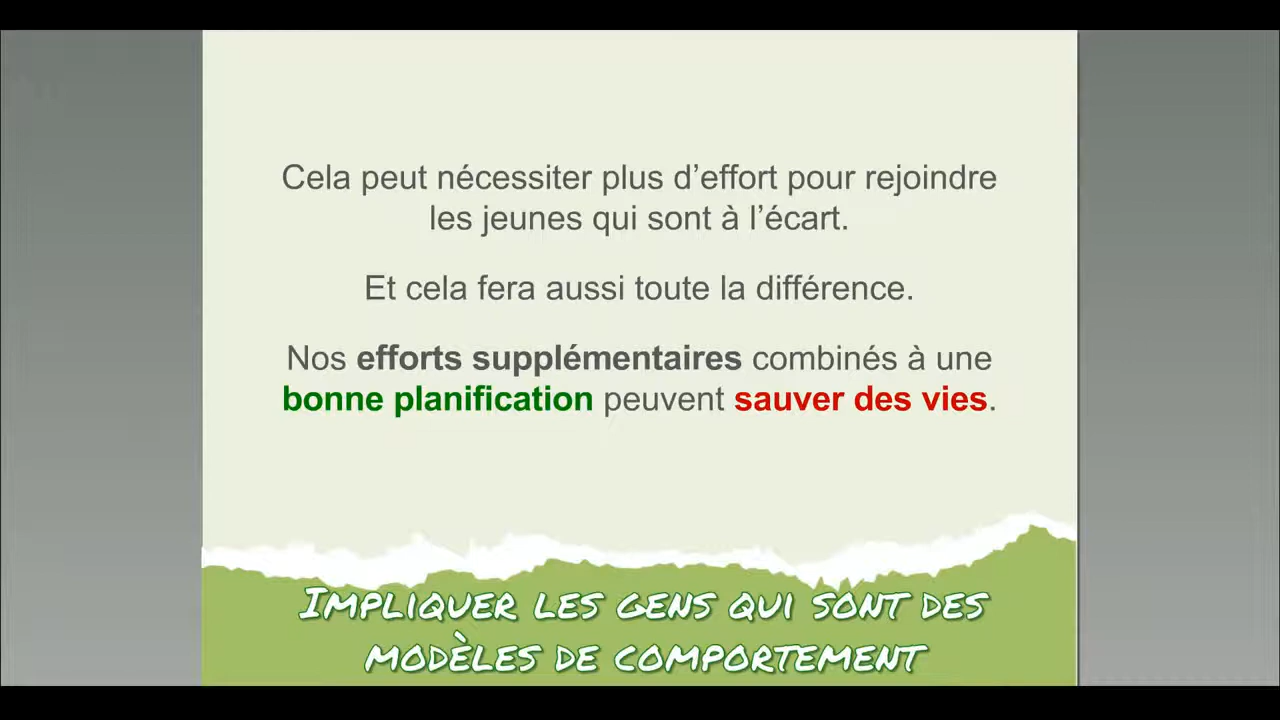 Cela peut nécessiter plus d’effort pour rejoindre
les jeunes qui sont à l’écart.
Et cela fera aussi toute la différence.
Nos efforts supplémentaires combinés à une
bonne planification peuvent sauver des vies.
IMPLIQUER LES GENS QUI SONT DES
MODÈLES DE COMPORTEMENT